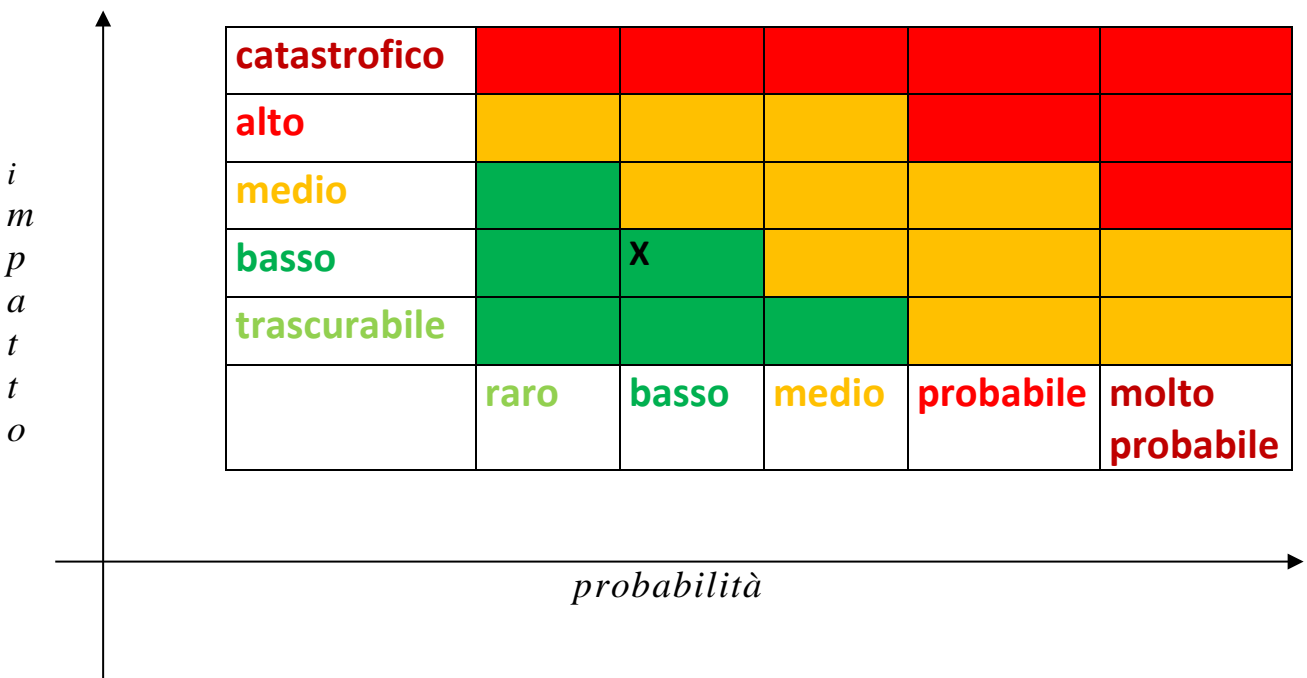 catastrofico
alto
medio
basso X
trascurabile
raro basso medio probabile molto
probabile
i
m
p
a
t
t
o
probabilità